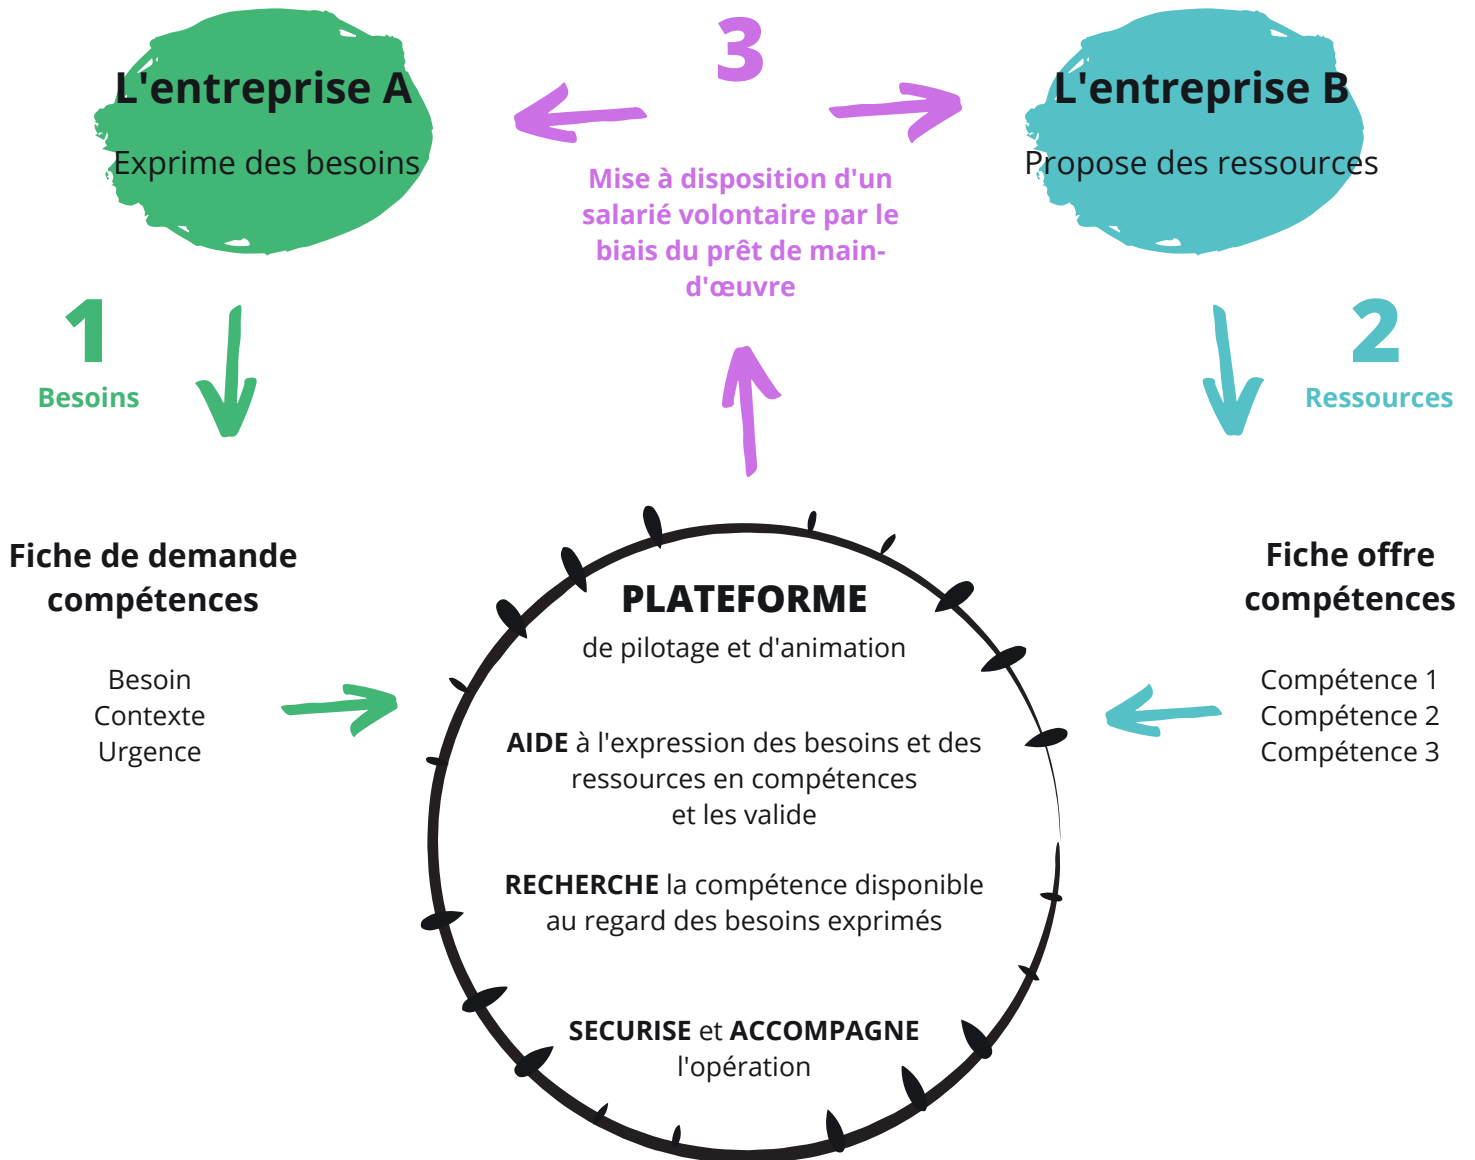 L'entreprise A
Exprime des besoins
3
Mise à disposition d'un
salarié volontaire par le
biais du prêt de main-
d'œuvre
L'entreprise B
Propose des ressources
1
Besoins
2
Ressources
Fiche de demande
compétences
Besoin
Contexte
Urgence
PLATEFORME
de pilotage et d'animation
AIDE à l'expression des besoins et des
ressources en compétences
et les valide
RECHERCHE la compétence disponible
au regard des besoins exprimés
SECURISE et ACCOMPAGNE
l'opération
Fiche offre
compétences
Compétence 1
Compétence 2
Compétence 3